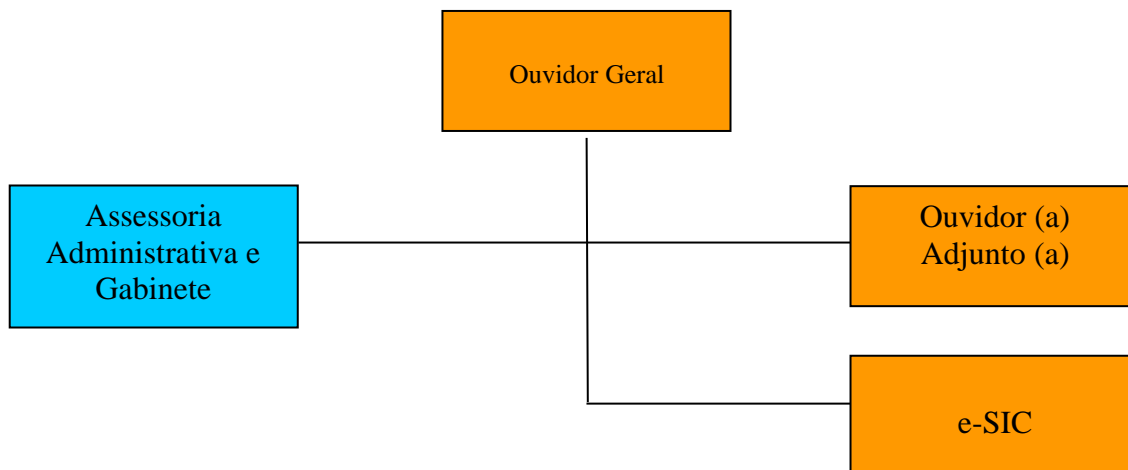 Ouvidor Geral
Assessoria
Administrativa e
Gabinete
Ouvidor (a)
Adjunto (a)
e-SIC